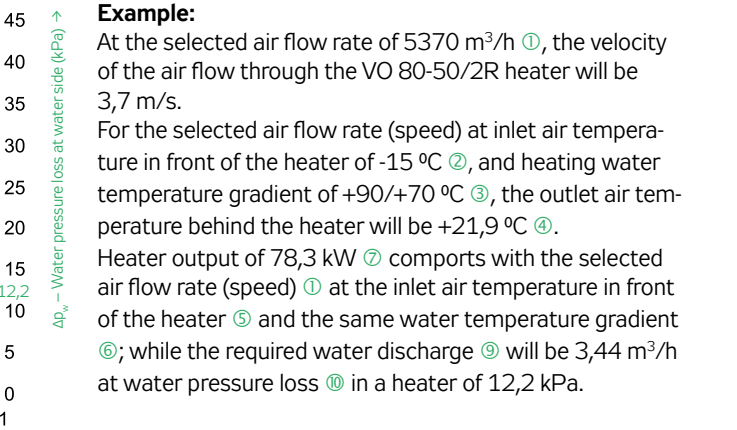 45
40
35
30
25
20
15
12,2
10
5
0
1
Δp_w – Water pressure loss at water side (kPa) →
Example:
At the selected air flow rate of 5370 m³/h ①, the velocity
of the air flow through the VO 80-50/2R heater will be
3,7 m/s.
For the selected air flow rate (speed) at inlet air tempera-
ture in front of the heater of -15 ºC ②, and heating water
temperature gradient of +90/+70 ºC ③, the outlet air tem-
perature behind the heater will be +21,9 ºC ④.
Heater output of 78,3 kW ⑦ comports with the selected
air flow rate (speed) ① at the inlet air temperature in front
of the heater ⑤ and the same water temperature gradient
⑥; while the required water discharge ⑨ will be 3,44 m³/h
at water pressure loss ⑩ in a heater of 12,2 kPa.